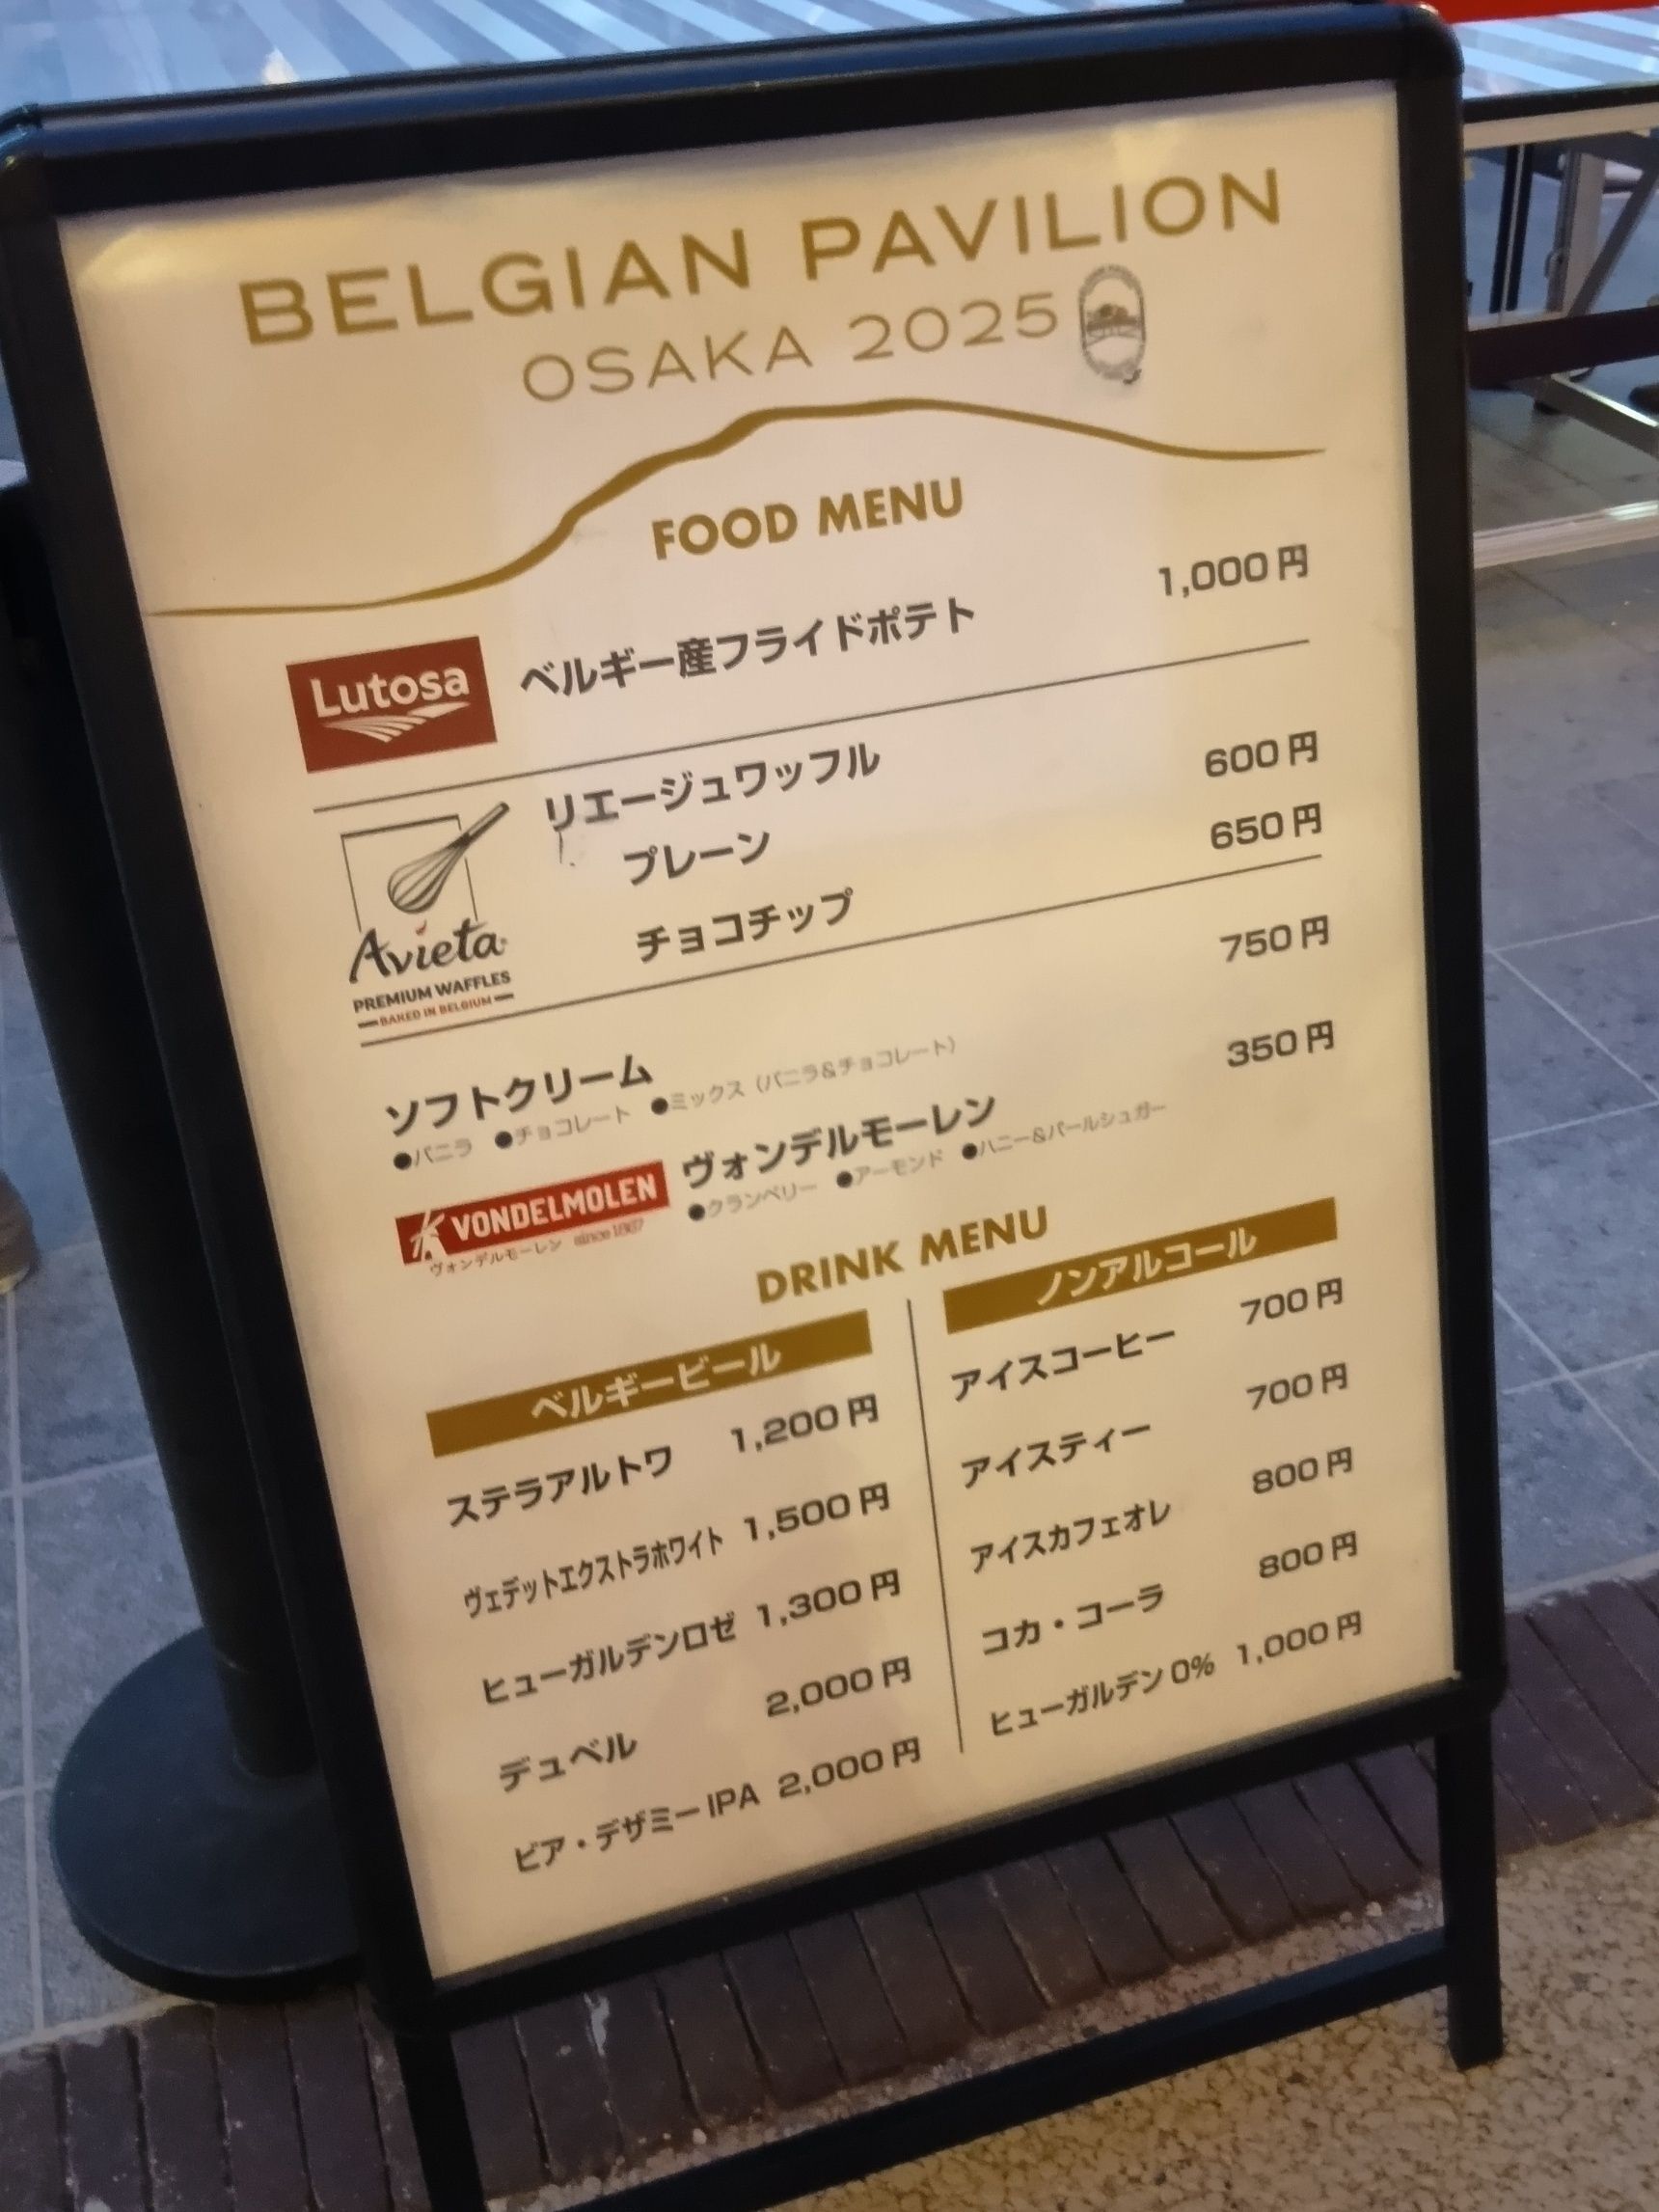 BELGIAN PAVILION
OSAKA 2025
FOOD MENU
Lutosa ベルギー産フライドポテト 1,000円
リエージュワッフル
プレーン 600円
チョコチップ 650円
Avieta
PREMIUM WAFFLES
BAKED IN BELGIUM
ソフトクリーム 750円
●バニラ ●チョコレート ●ミックス（バニラ&チョコレート）
VONDELMOLEN ヴォンデルモーレン 350円
ヴォンデルモーレン since 1867
●クランベリー ●アーモンド ●ハニー&パールシュガー
DRINK MENU
ベルギービール
ステラアルトワ 1,200円
ヴェデットエクストラホワイト 1,500円
ヒューガルデンロゼ 1,300円
デュベル 2,000円
ビア・デザミーIPA 2,000円
ノンアルコール
アイスコーヒー 700円
アイスティー 700円
アイスカフェオレ 800円
コカ・コーラ 800円
ヒューガルデン0% 1,000円